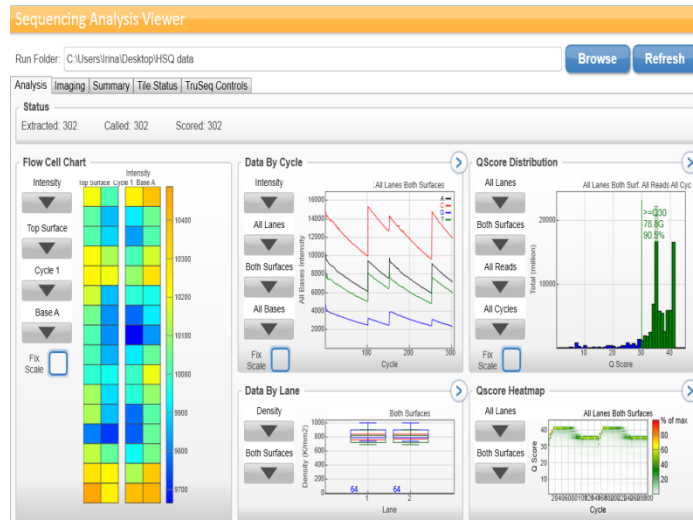 Sequencing Analysis Viewer
Run Folder: C:\Users\Irina\Desktop\HSQ data Browse Refresh
Analysis Imaging Summary Tile Status TruSeq Controls
Status
Extracted: 302 Called: 302 Scored: 302
Flow Cell Chart
Intensity
Top Surface
Cycle 1
Base A
Fix Scale
Intensity
Top Surface Cycle 1 Base A
10400
10300
10200
10100
10000
9900
9800
9700
Data By Cycle
Intensity
All Lanes
Both Surfaces
All Bases
Fix Scale
All Lanes Both Surfaces
A
C
G
T
All Bases Intensity
16000
14000
12000
10000
8000
6000
4000
2000
100 200 300
Cycle
QScore Distribution
All Lanes
Both Surfaces
All Reads
All Cycles
Fix Scale
All Lanes Both Surf. All Reads All Cyc
>=Q30
78.8G
90.5%
Total (million)
20000
10000
0
10 20 30 40
Q Score
Data By Lane
Density
Both Surfaces
Both Surfaces
Density (K/mm2)
1000
800
600
400
200
0
64 64
1 2
Lane
Qscore Heatmap
All Lanes
Both Surfaces
All Lanes Both Surfaces
% of max
Q Score
40
30
20
10
80
60
40
20
0
Cycle